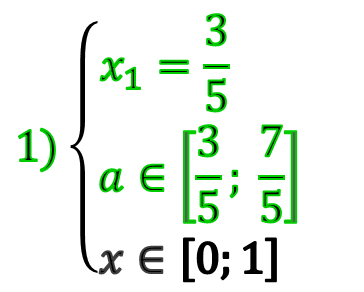 1)
x₁ = 3/5
a ∈ [3/5; 7/5]
x ∈ [0; 1]